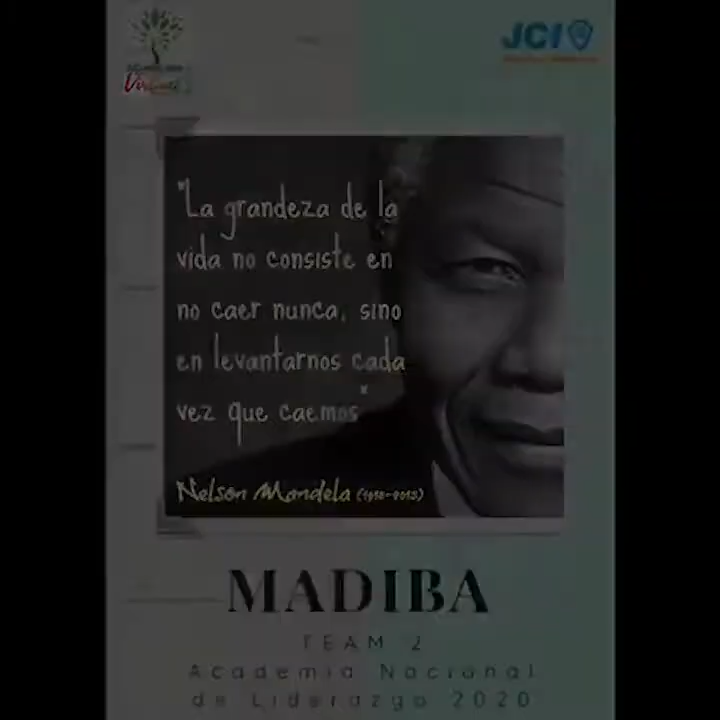 JCI
"La grandeza de la
vida no consiste en
no caer nunca, sino
en levantarnos cada
vez que caemos"
Nelson Mandela (1918-2013)
MADIBA
TEAM 2
Academia Nacional
de Liderazgo 2020